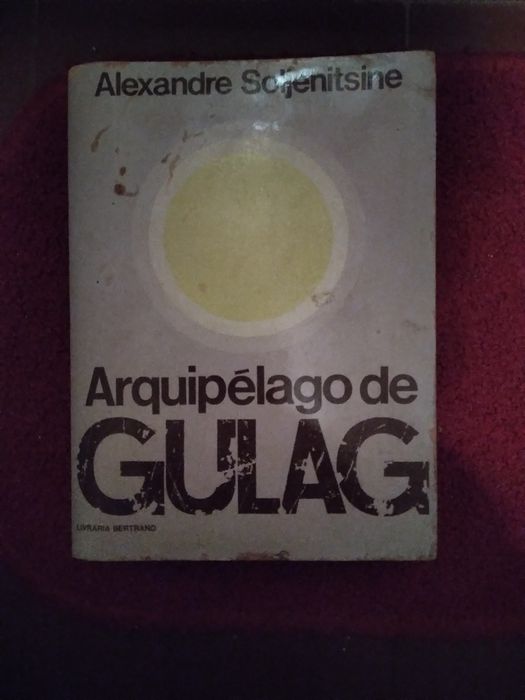 Alexandre Soljenitsine
Arquipélago de
GULAG
LIVRARIA BERTRAND